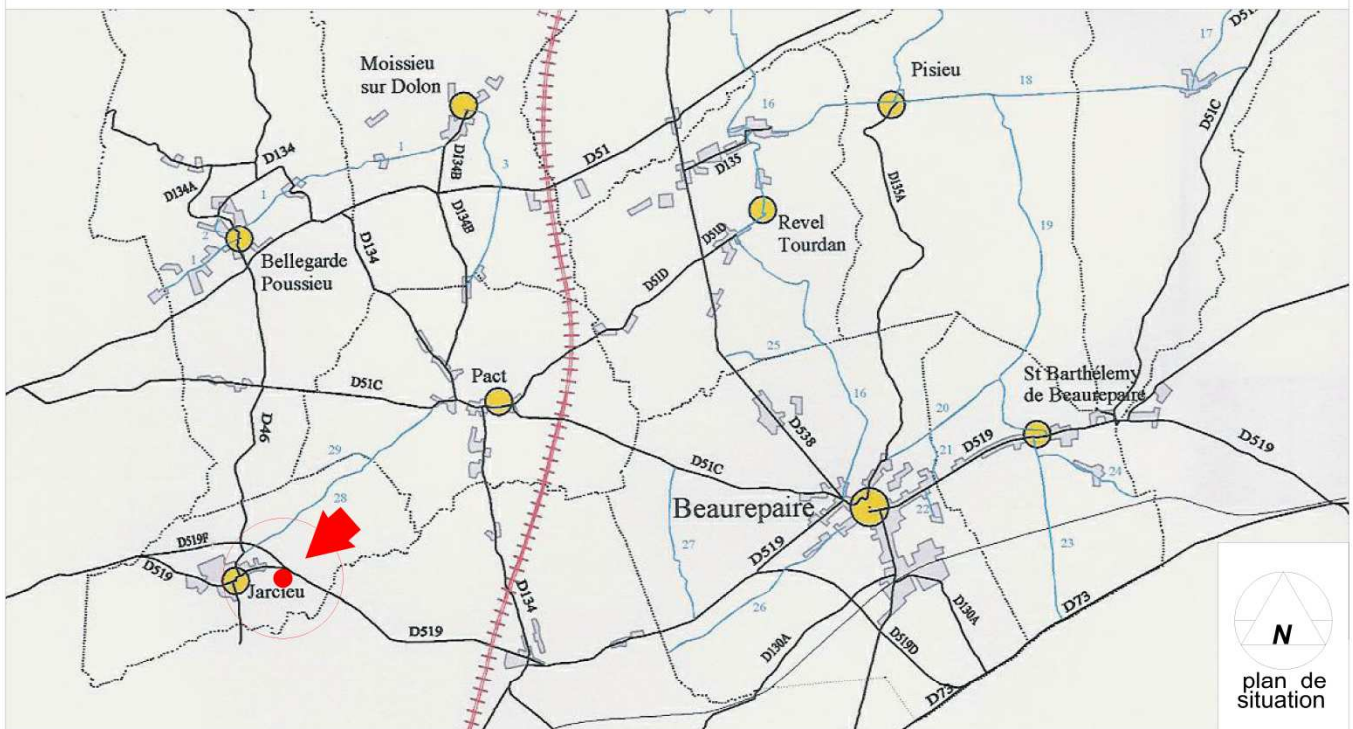 17
D51C
Moissieu
sur Dolon
Pisieu
18
16
D51C
D134
1
D134B
3
D51
D135
D134A
1
D135A
2
D134B
Revel
Tourdan
19
1
D51D
Bellegarde
Poussieu
D134
D51D
25
St Barthélemy
de Beaurepaire
D51C
Pact
16
20
D46
D538
D519
D519
29
D51C
21
24
28
Beaurepaire
22
27
D519
23
D519F
D519
Jarcieu
D134
26
D73
D519
D130A
D519D
D130A
D73
N
plan de
situation